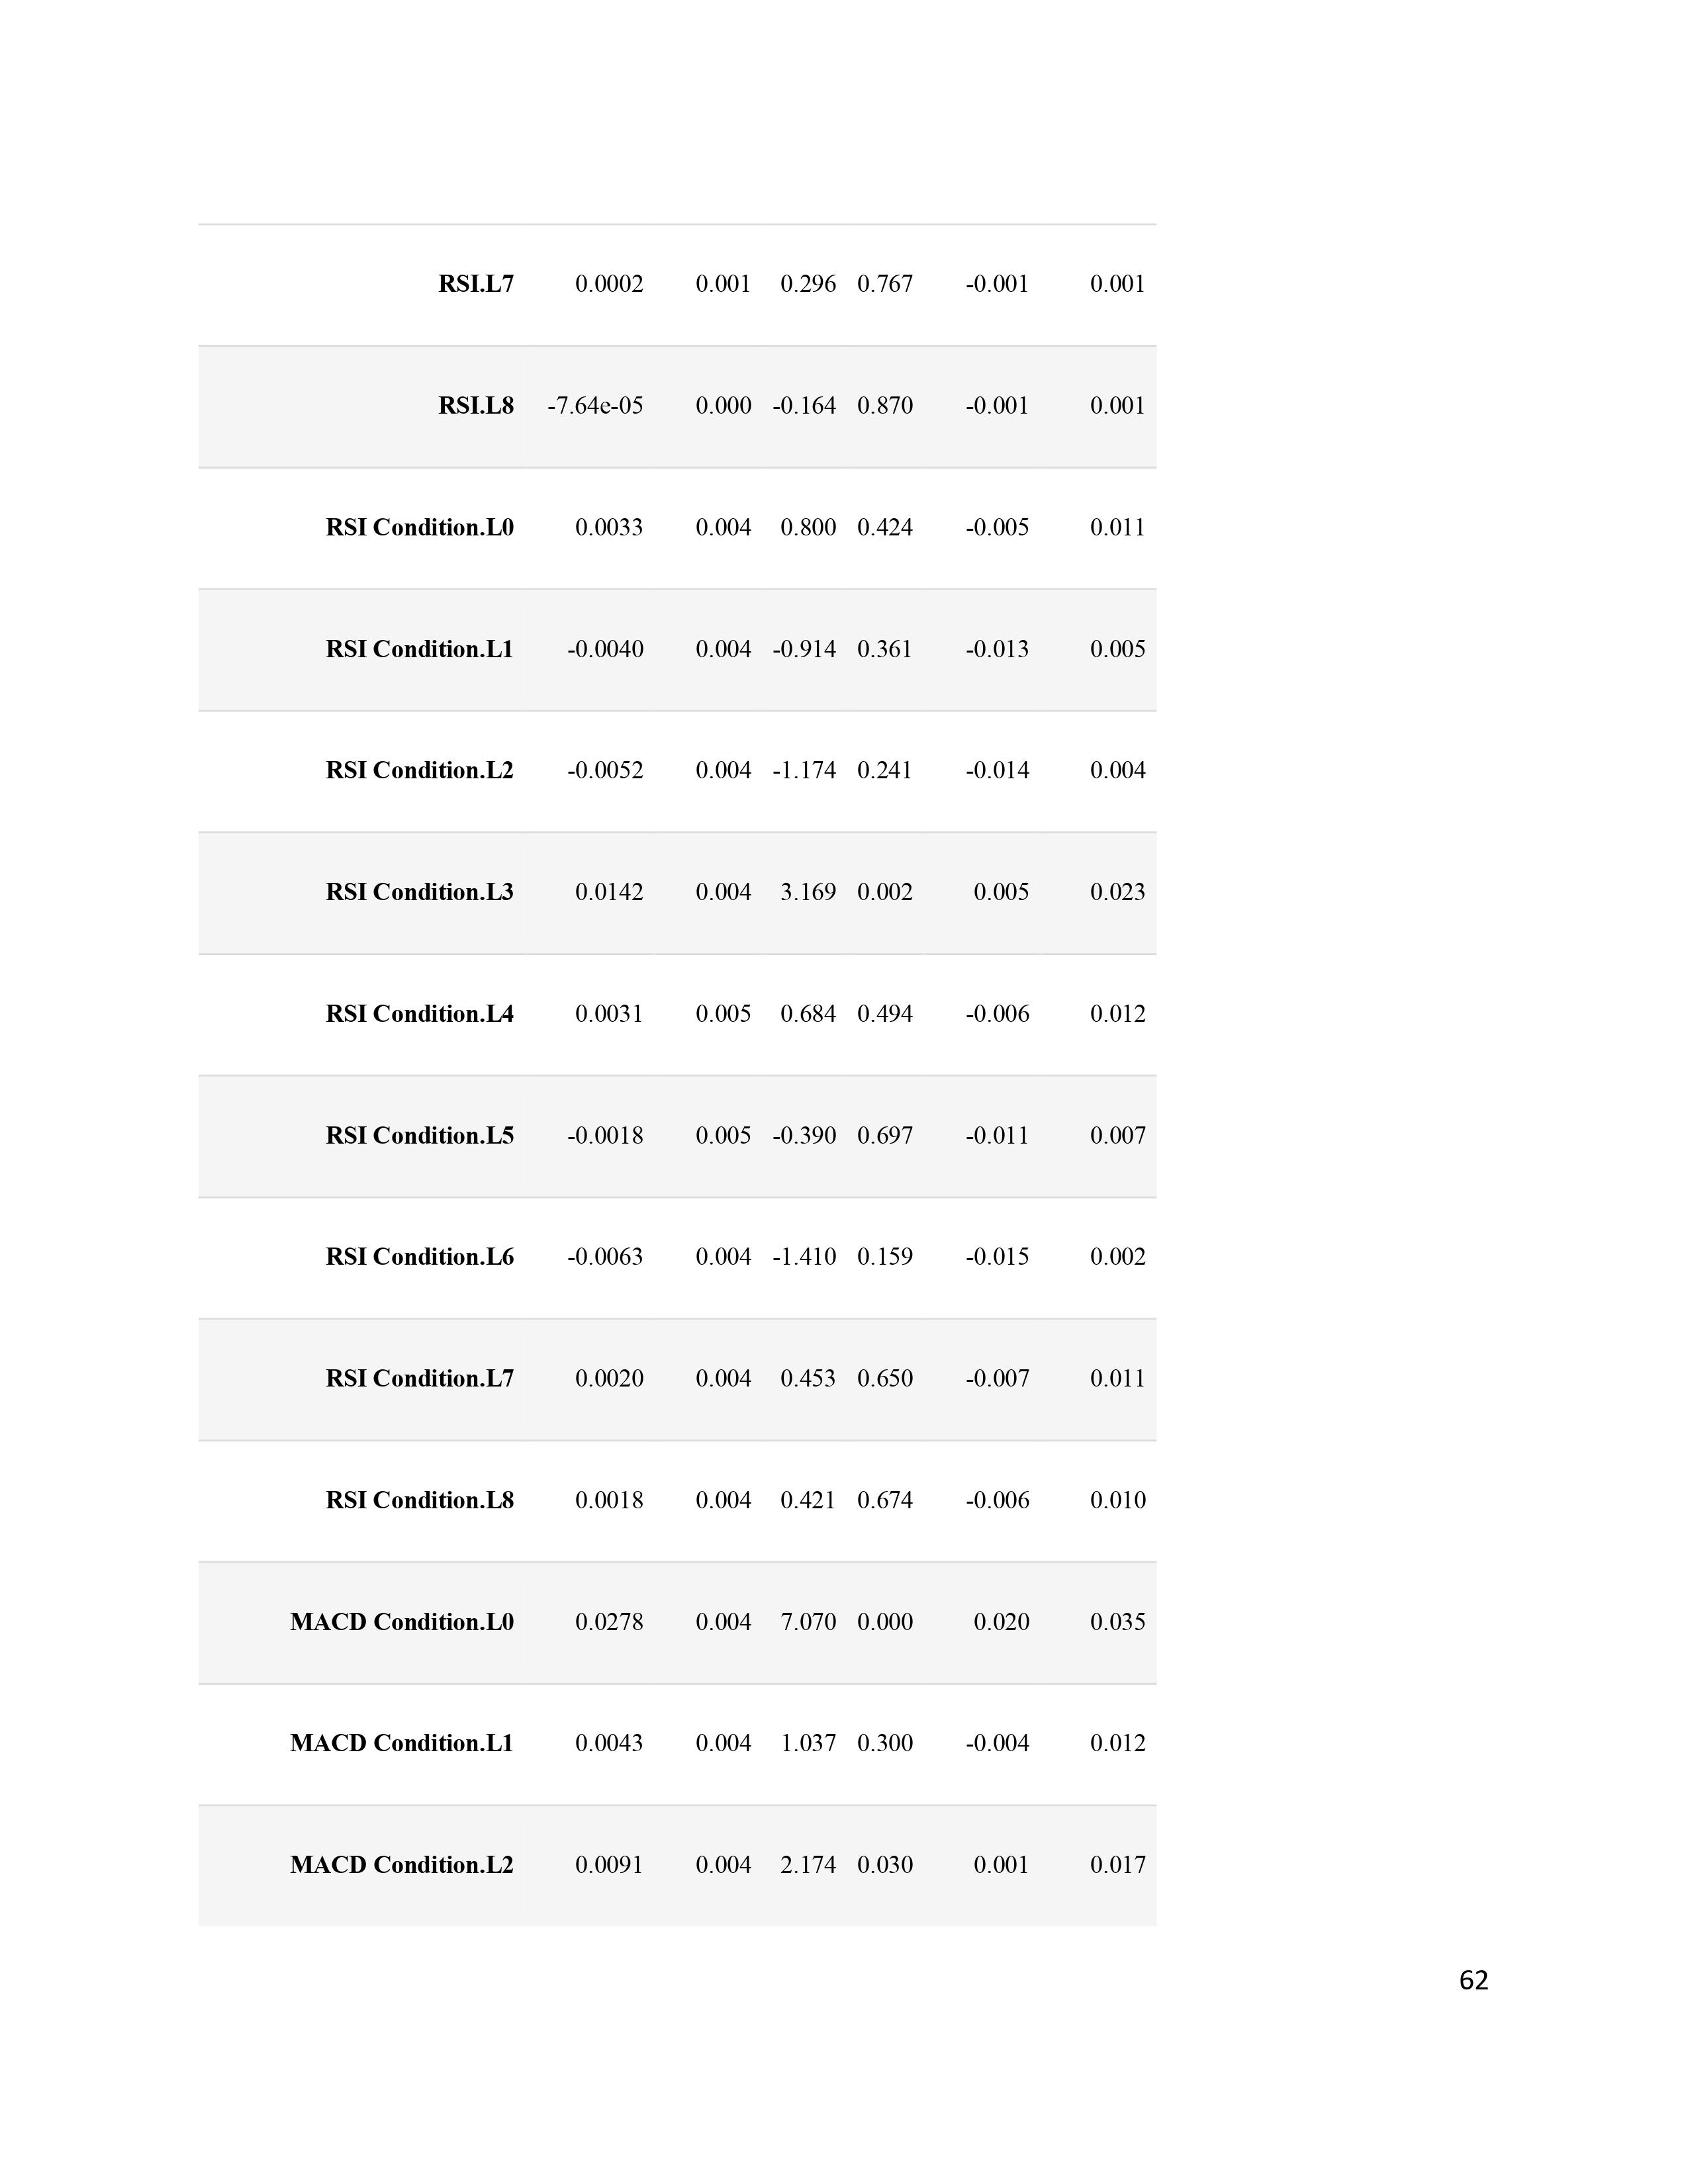 RSI.L7 0.0002 0.001 0.296 0.767 -0.001 0.001
RSI.L8 -7.64e-05 0.000 -0.164 0.870 -0.001 0.001
RSI Condition.L0 0.0033 0.004 0.800 0.424 -0.005 0.011
RSI Condition.L1 -0.0040 0.004 -0.914 0.361 -0.013 0.005
RSI Condition.L2 -0.0052 0.004 -1.174 0.241 -0.014 0.004
RSI Condition.L3 0.0142 0.004 3.169 0.002 0.005 0.023
RSI Condition.L4 0.0031 0.005 0.684 0.494 -0.006 0.012
RSI Condition.L5 -0.0018 0.005 -0.390 0.697 -0.011 0.007
RSI Condition.L6 -0.0063 0.004 -1.410 0.159 -0.015 0.002
RSI Condition.L7 0.0020 0.004 0.453 0.650 -0.007 0.011
RSI Condition.L8 0.0018 0.004 0.421 0.674 -0.006 0.010
MACD Condition.L0 0.0278 0.004 7.070 0.000 0.020 0.035
MACD Condition.L1 0.0043 0.004 1.037 0.300 -0.004 0.012
MACD Condition.L2 0.0091 0.004 2.174 0.030 0.001 0.017
62